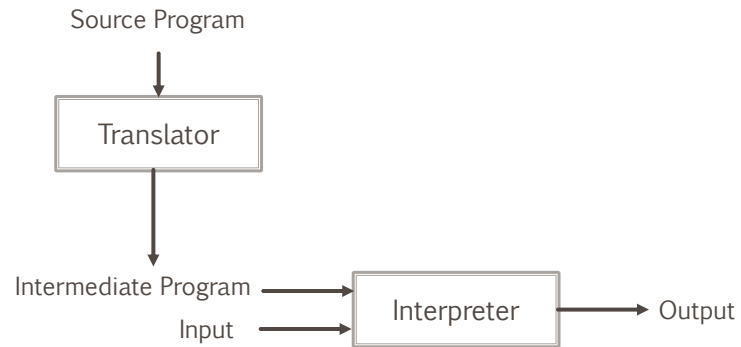 Source Program
Translator
Intermediate Program
Interpreter
Output
Input